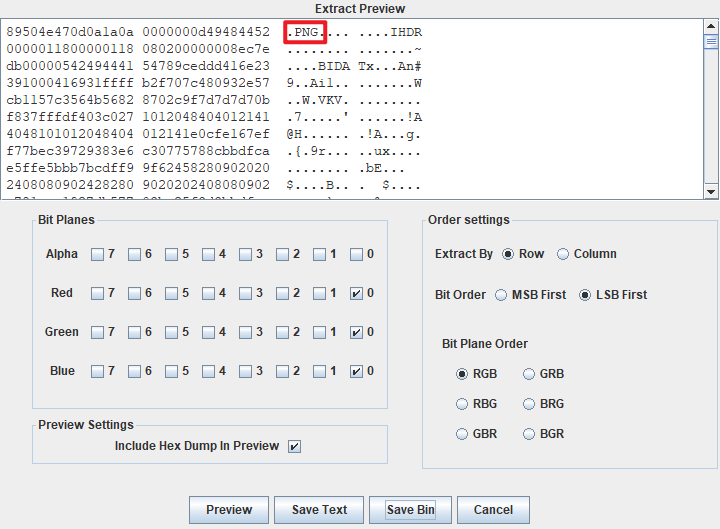 Extract Preview
89504e470d0a1a0a 0000000d49484452 .PNG.... ....IHDR
0000011800000118 080200000008ec7e ........ .......~
db00000542494441 54789ceddd416e23 ....BIDA Tx...An#
391000416931ffff b2f707c480932e57 9..Ai1.. .......W
cb1157c3564b5682 8702c9f7d7d7d70b ..W.VKV. ........
f837fffdf403c027 1012048404012141 .7.....' ......!A
4048101012048404 012141e0cfe167ef @H...... .!A...g.
f77bec39729383e6 c30775788cbbdfca .{.9r... ..ux....
e5ffe5bbb7bcdff9 9f62458280902020 ........ .bE...
2408080902428280 9020202408080902 $....B.. . $....
Bit Planes
Alpha 7 6 5 4 3 2 1 0
Red 7 6 5 4 3 2 1 0
Green 7 6 5 4 3 2 1 0
Blue 7 6 5 4 3 2 1 0
Preview Settings
Include Hex Dump In Preview
Order settings
Extract By Row Column
Bit Order MSB First LSB First
Bit Plane Order
RGB GRB
RBG BRG
GBR BGR
Preview Save Text Save Bin Cancel